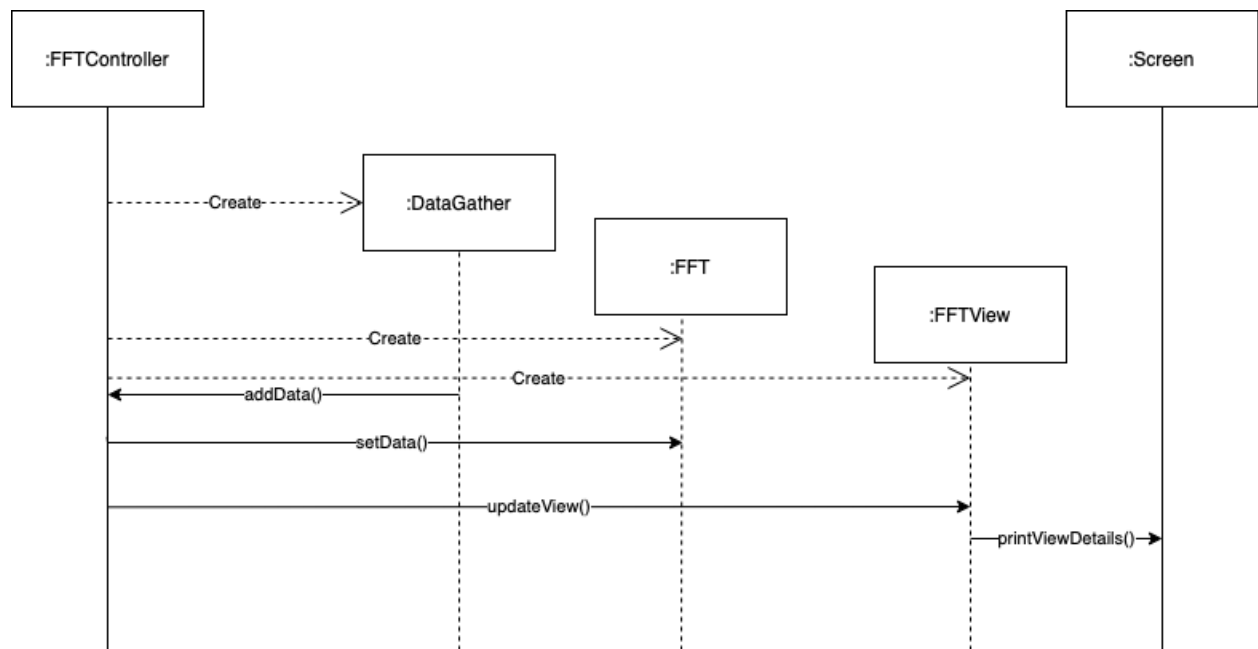 :FFTController
:Screen
Create
:DataGather
:FFT
:FFTView
Create
Create
addData()
setData()
updateView()
printViewDetails()